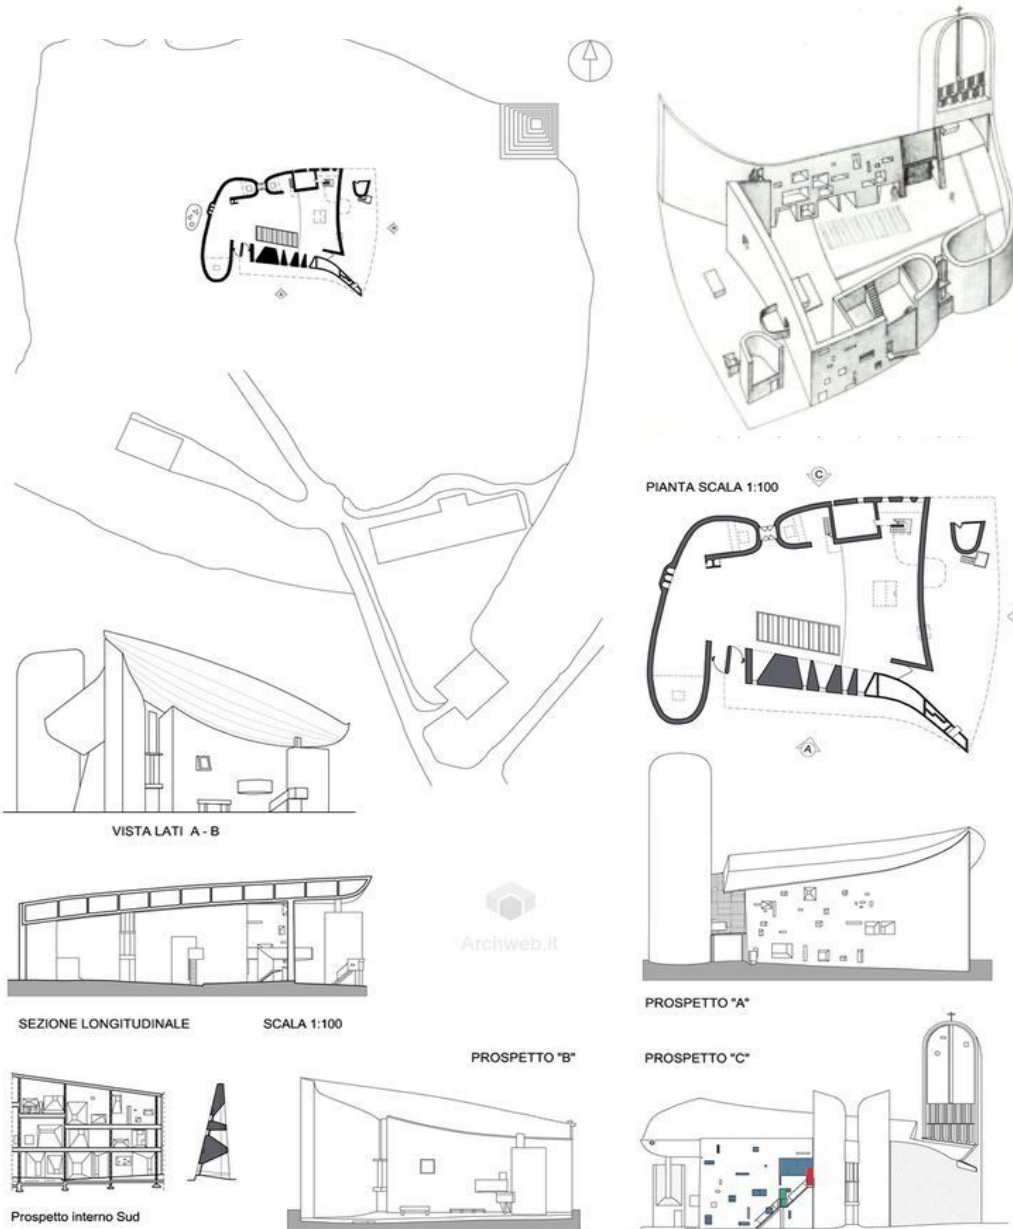 PIANTA SCALA 1:100
C
A
VISTA LATI A - B
Archweb.it
SEZIONE LONGITUDINALE
SCALA 1:100
PROSPETTO "A"
PROSPETTO "B"
PROSPETTO "C"
Prospetto interno Sud